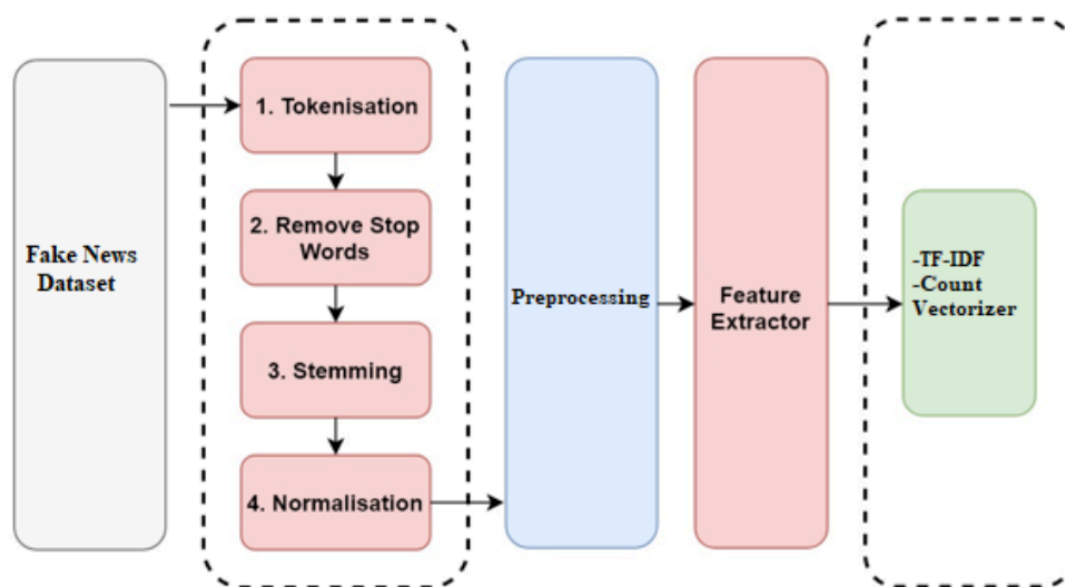 Fake News
Dataset
1. Tokenisation
2. Remove Stop
Words
3. Stemming
4. Normalisation
Preprocessing
Feature
Extractor
-TF-IDF
-Count
Vectorizer